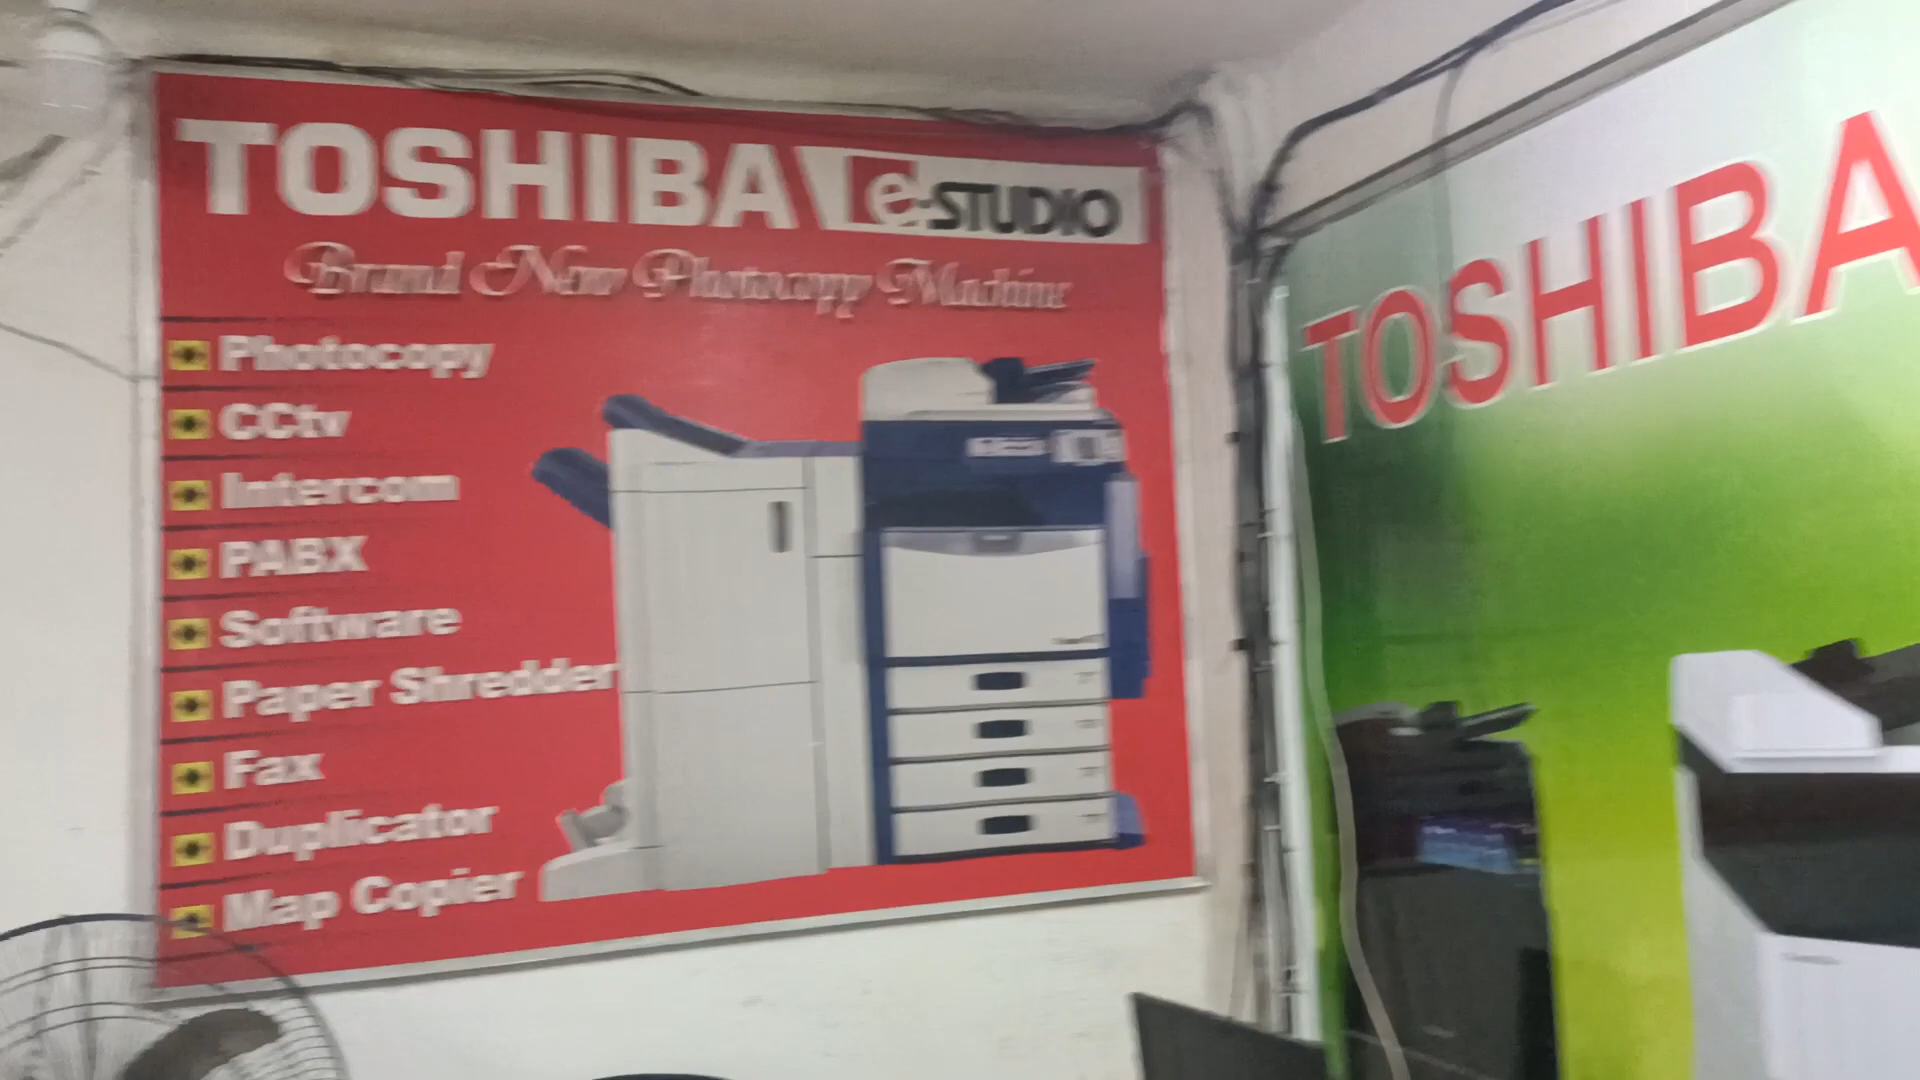 TOSHIBA e-STUDIO
Brand New Photocopy Machine
Photocopy
CCtv
Intercom
PABX
Software
Paper Shredder
Fax
Duplicator
Map Copier
TOSHIBA